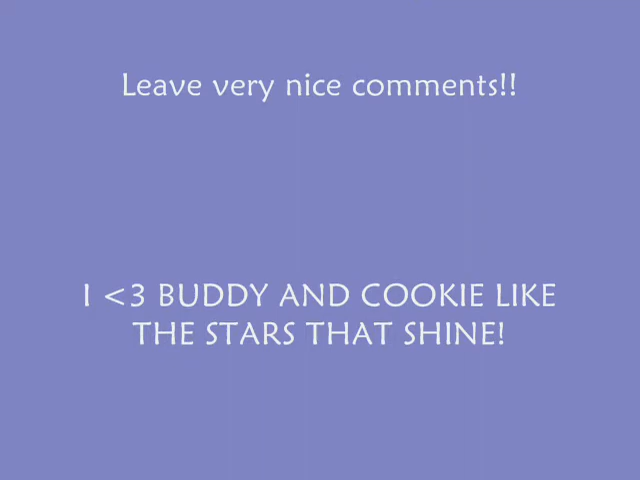 Leave very nice comments!!
I <3 BUDDY AND COOKIE LIKE
THE STARS THAT SHINE!